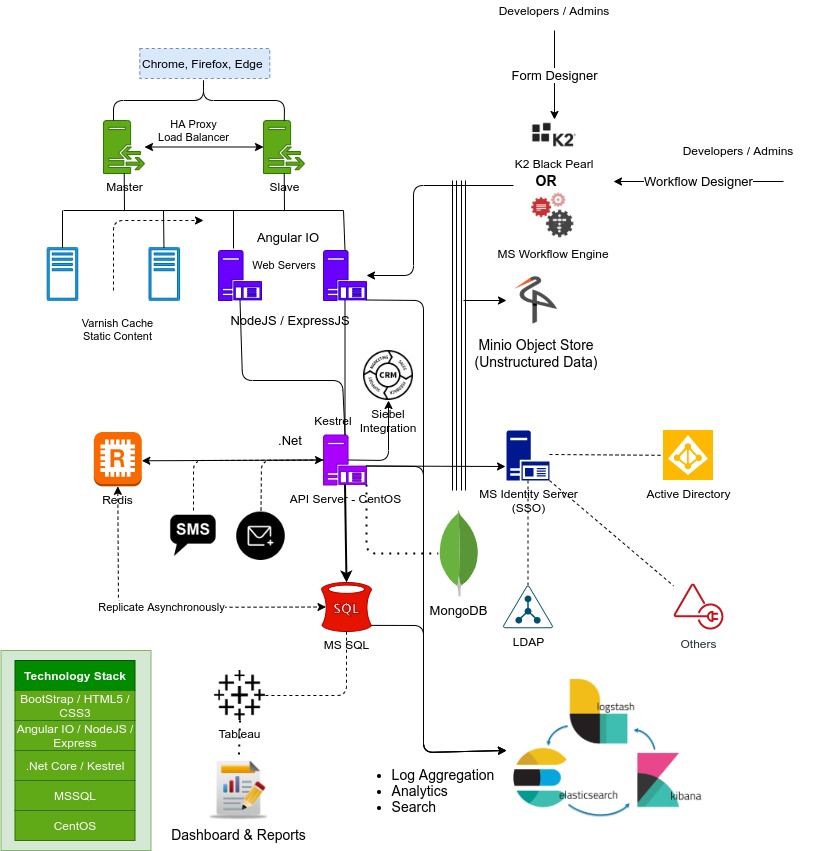 Developers / Admins
Chrome, Firefox, Edge
Form Designer
HA Proxy
Load Balancer
K2
K2 Black Pearl
Developers / Admins
OR
Workflow Designer
Master
Slave
Angular IO
Web Servers
MS Workflow Engine
Varnish Cache
Static Content
NodeJS / ExpressJS
Minio Object Store
(Unstructured Data)
CRM
Siebel
Integration
Kestrel
.Net
R
Redis
API Server - CentOS
MS Identity Server
(SSO)
Active Directory
SMS
Replicate Asynchronously
SQL
MS SQL
MongoDB
LDAP
Others
Technology Stack
BootStrap / HTML5 /
CSS3
Angular IO / NodeJS /
Express
.Net Core / Kestrel
MSSQL
CentOS
Tableau
Dashboard & Reports
• Log Aggregation
• Analytics
• Search
logstash
elasticsearch
kibana